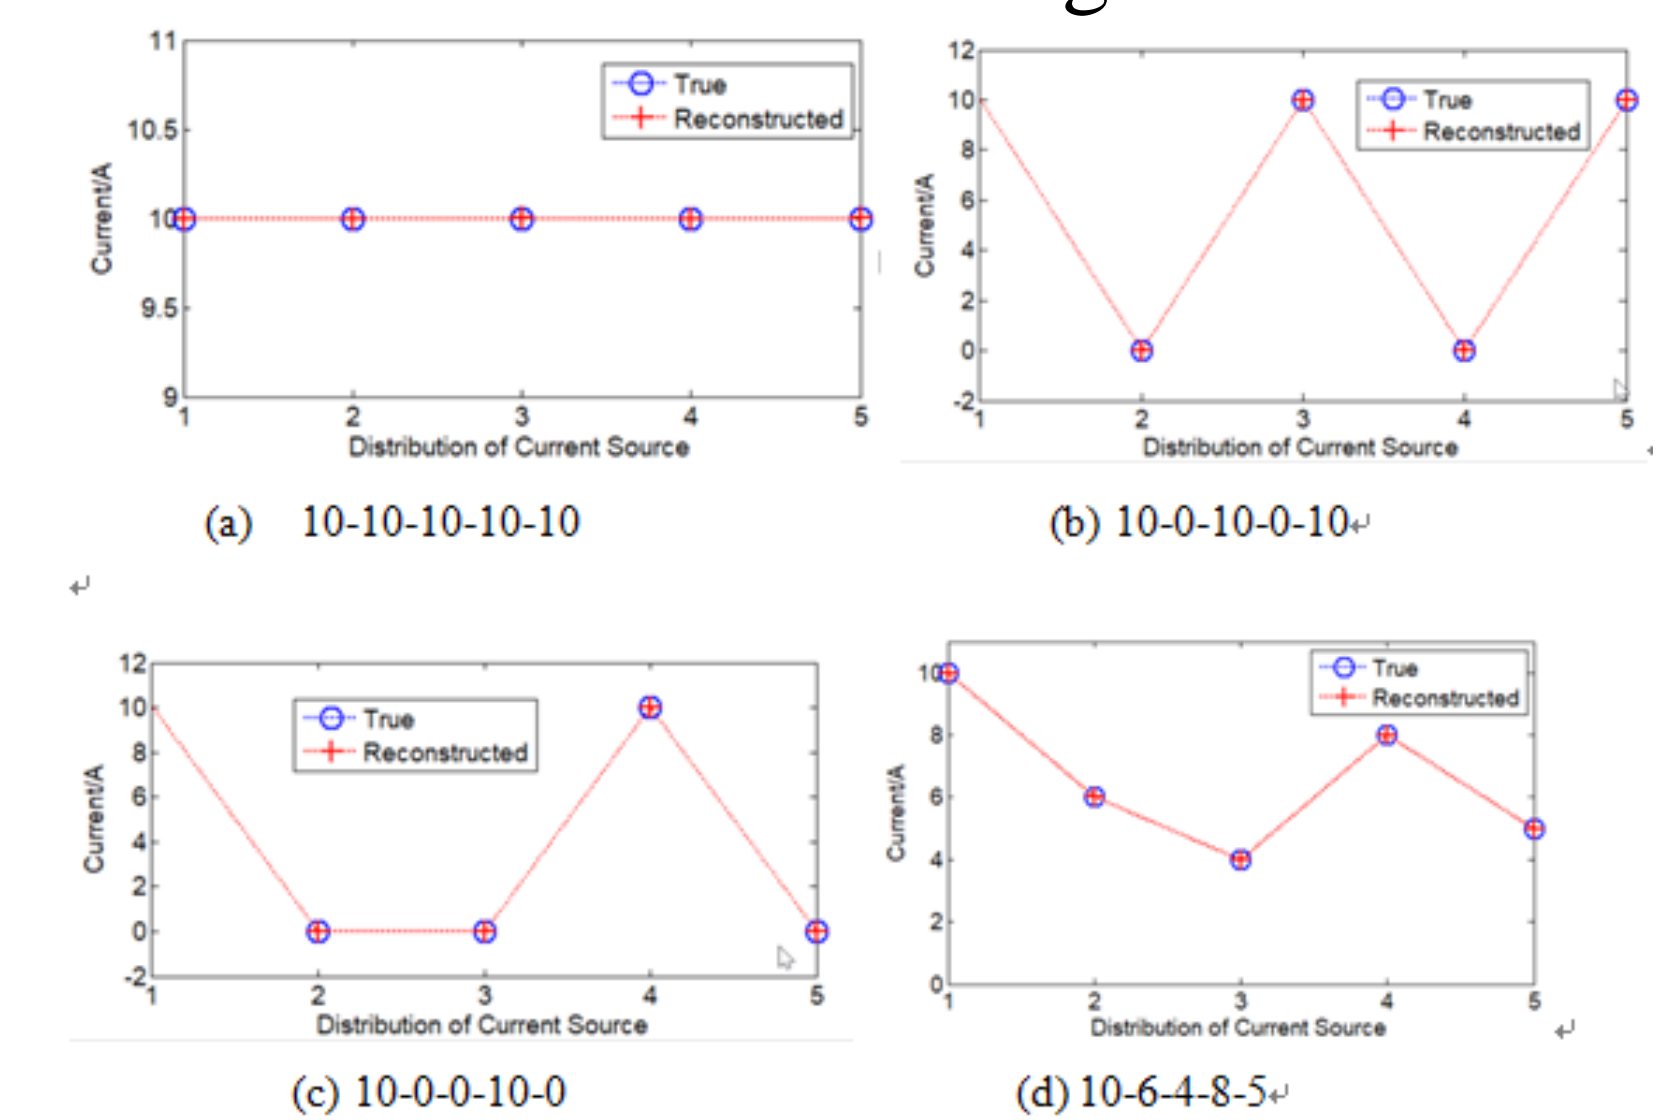 g
11
10.5
10
9.5
9
1 2 3 4 5
Current/A
Distribution of Current Source
True
Reconstructed
12
10
8
6
4
2
0
-2
1 2 3 4 5
Current/A
Distribution of Current Source
True
Reconstructed
(a) 10-10-10-10-10
(b) 10-0-10-0-10
12
10
8
6
4
2
0
-2
1 2 3 4 5
Current/A
Distribution of Current Source
True
Reconstructed
10
8
6
4
2
0
1 2 3 4 5
Current/A
Distribution of Current Source
True
Reconstructed
(c) 10-0-0-10-0
(d) 10-6-4-8-5